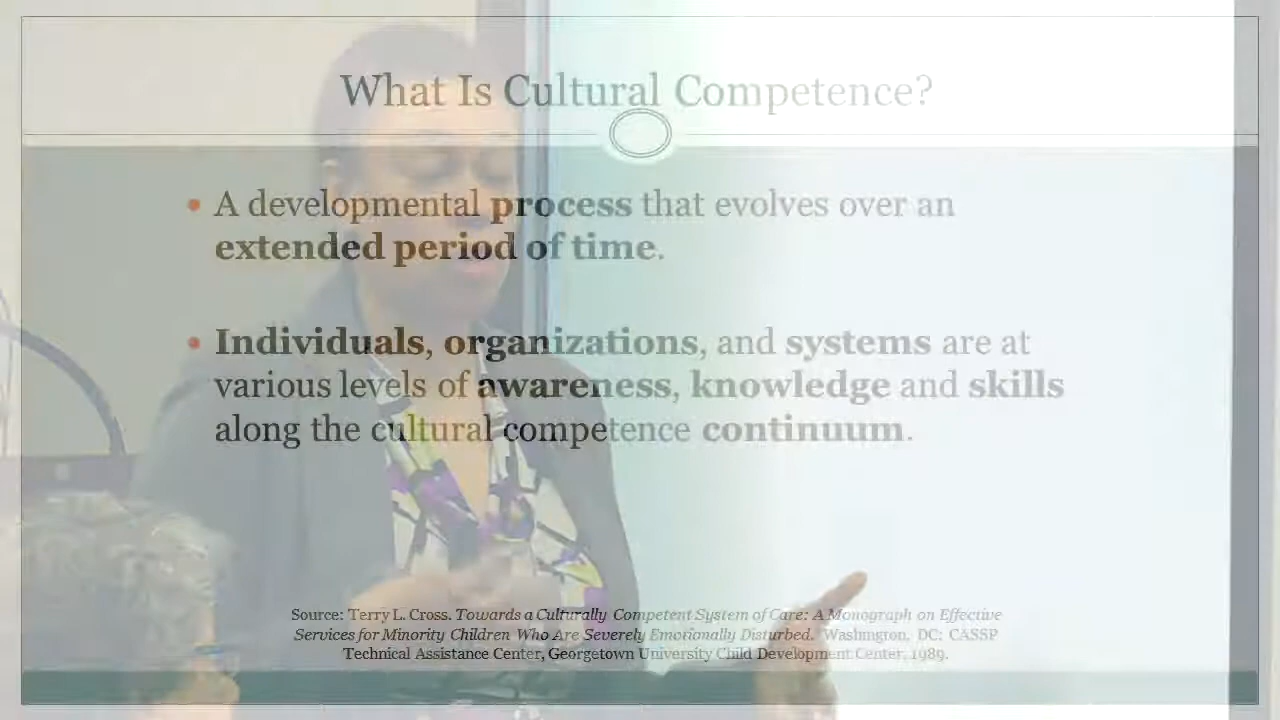 What Is Cultural Competence?
• A developmental process that evolves over an
extended period of time.
• Individuals, organizations, and systems are at
various levels of awareness, knowledge and skills
along the cultural competence continuum.
Source: Terry L. Cross. Towards a Culturally Competent System of Care: A Monograph on Effective
Services for Minority Children Who Are Severely Emotionally Disturbed. Washington, DC: CASSP
Technical Assistance Center, Georgetown University Child Development Center, 1989.